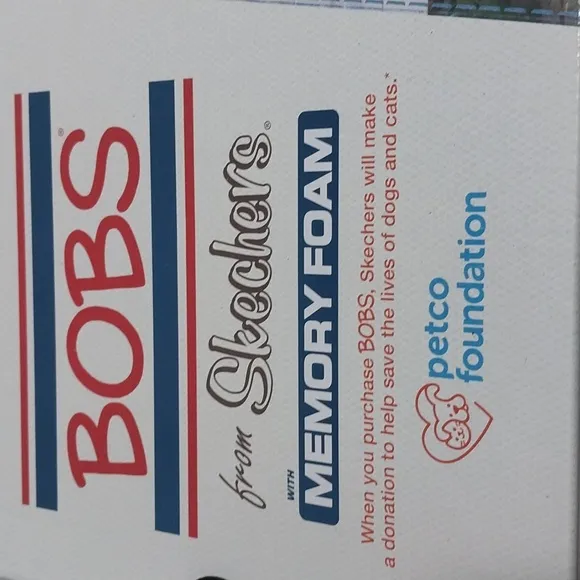 BOBS®
from Skechers®
WITH
MEMORY FOAM
When you purchase BOBS, Skechers will make
a donation to help save the lives of dogs and cats.*
petco
foundation